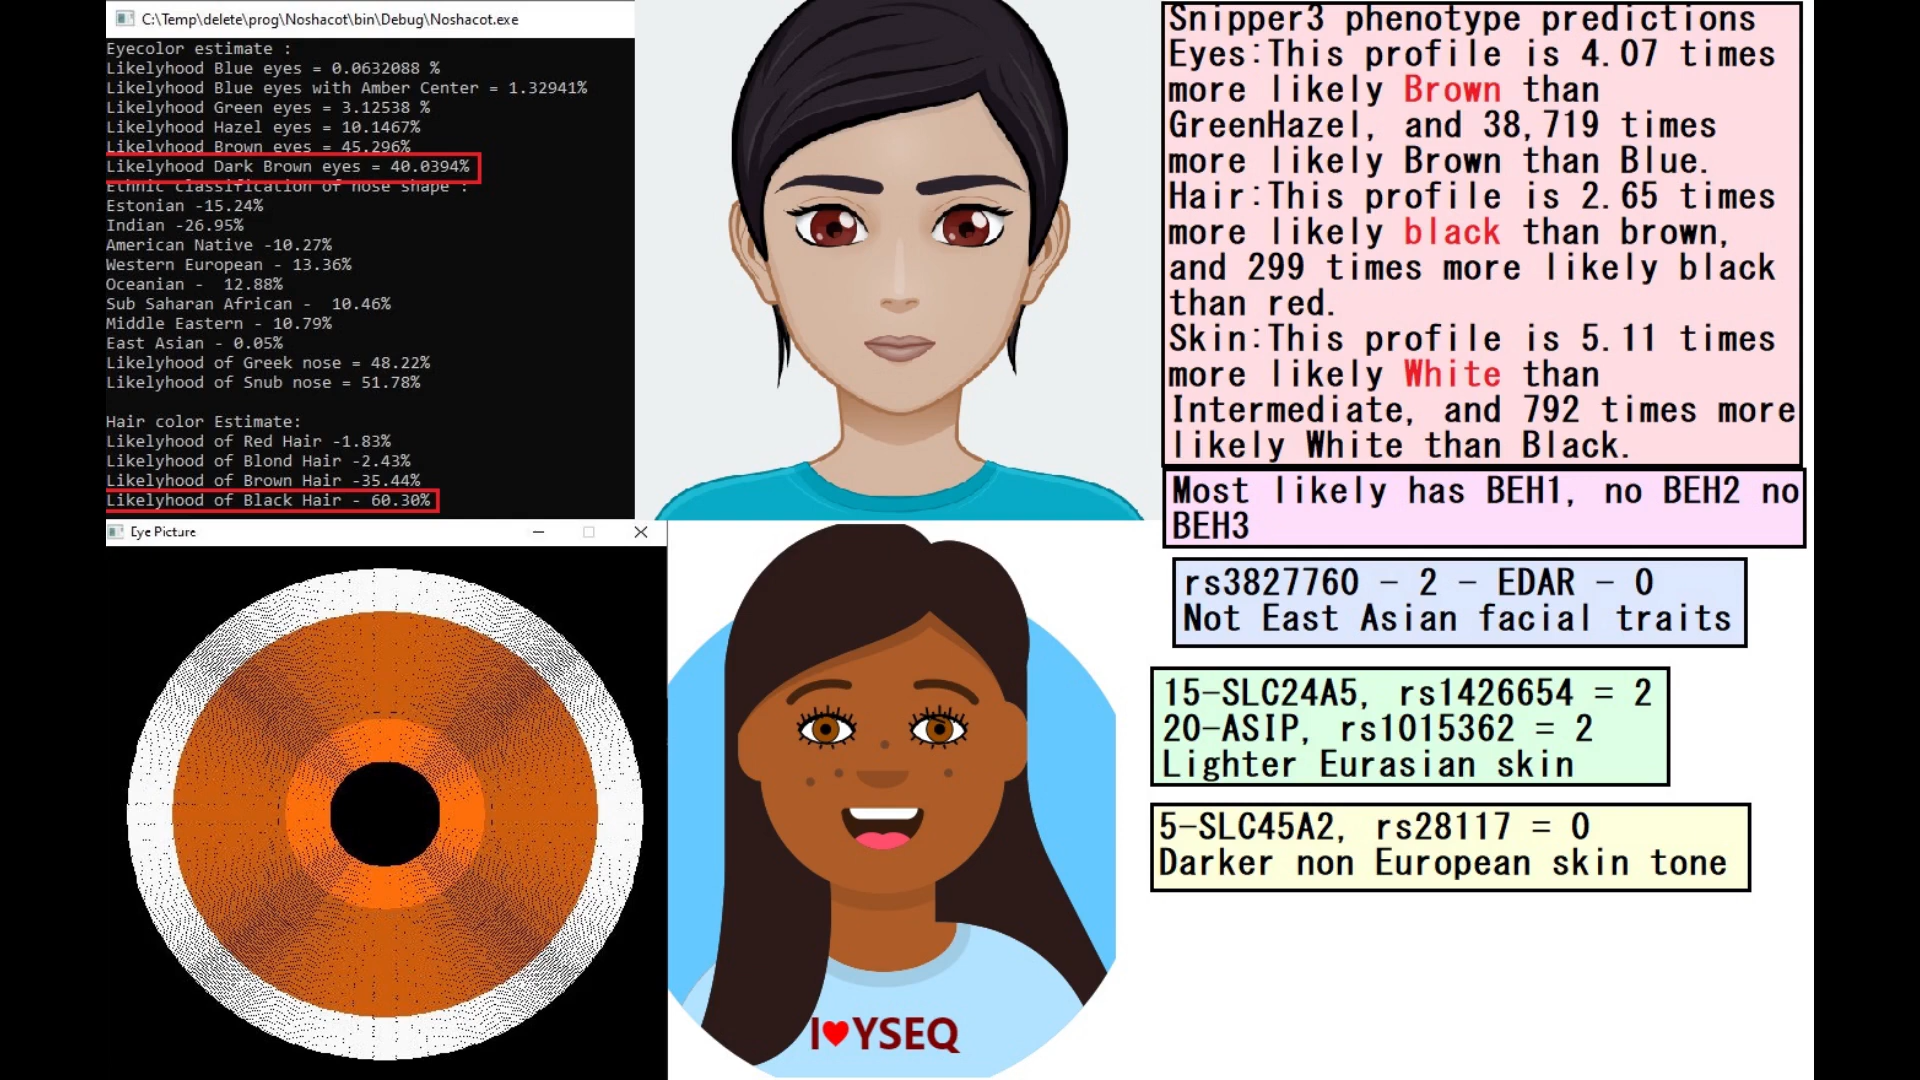 C:\Temp\delete\prog\Noshacot\bin\Debug\Noshacot.exe
Eyecolor estimate :
Likelyhood Blue eyes = 0.0632088 %
Likelyhood Blue eyes with Amber Center = 1.32941%
Likelyhood Green eyes = 3.12538 %
Likelyhood Hazel eyes = 10.1467%
Likelyhood Brown eyes = 45.296%
Likelyhood Dark Brown eyes = 40.0394%
Ethnic classification of nose shape :
Estonian -15.24%
Indian -26.95%
American Native -10.27%
Western European - 13.36%
Oceanian -  12.88%
Sub Saharan African -  10.46%
Middle Eastern - 10.79%
East Asian - 0.05%
Likelyhood of Greek nose = 48.22%
Likelyhood of Snub nose = 51.78%
Hair color Estimate:
Likelyhood of Red Hair -1.83%
Likelyhood of Blond Hair -2.43%
Likelyhood of Brown Hair -35.44%
Likelyhood of Black Hair - 60.30%
Eye Picture
I♥YSEQ
Snipper3 phenotype predictions
Eyes:This profile is 4.07 times
more likely Brown than
GreenHazel, and 38,719 times
more likely Brown than Blue.
Hair:This profile is 2.65 times
more likely black than brown,
and 299 times more likely black
than red.
Skin:This profile is 5.11 times
more likely White than
Intermediate, and 792 times more
likely White than Black.
Most likely has BEH1, no BEH2 no
BEH3
rs3827760 - 2 - EDAR - 0
Not East Asian facial traits
15-SLC24A5, rs1426654 = 2
20-ASIP, rs1015362 = 2
Lighter Eurasian skin
5-SLC45A2, rs28117 = 0
Darker non European skin tone